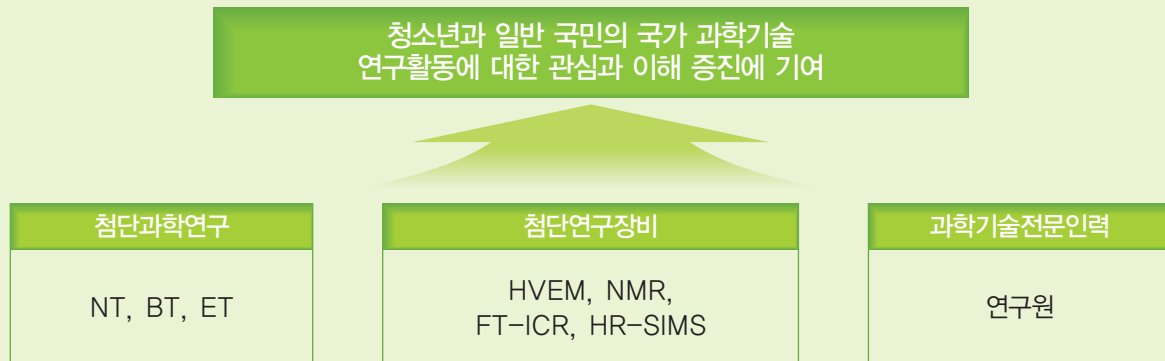 청소년과 일반 국민의 국가 과학기술
연구활동에 대한 관심과 이해 증진에 기여
첨단과학연구
NT, BT, ET
첨단연구장비
HVEM, NMR,
FT-ICR, HR-SIMS
과학기술전문인력
연구원